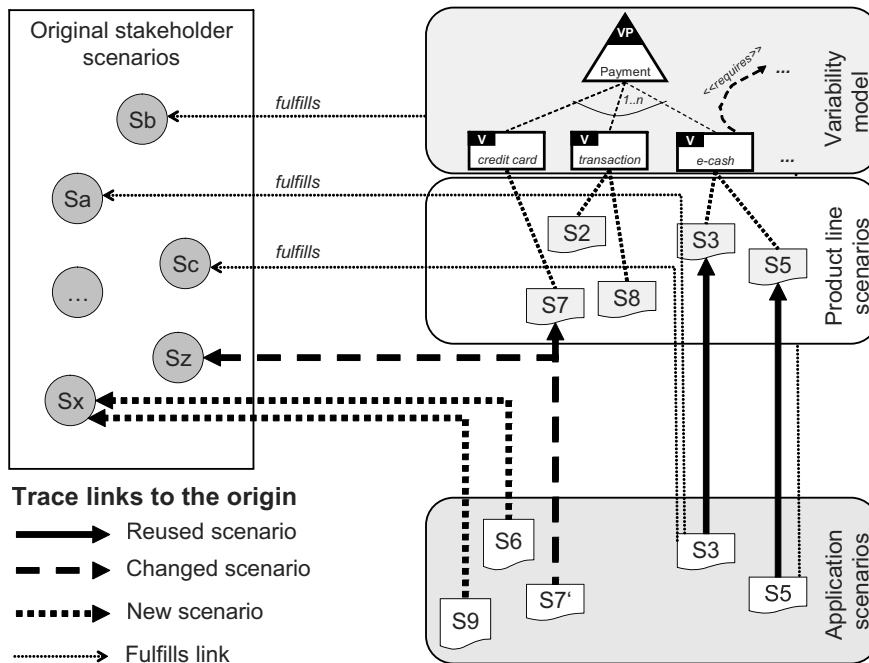 Original stakeholder
scenarios
Sb
Sa
Sc
...
Sz
Sx
fulfills
fulfills
fulfills
VP
Payment
1..n
<<requires>>
...
V
credit card
V
transaction
V
e-cash
...
Variability
model
S2
S3
S5
S7
S8
Product line
scenarios
S6
S3
S7‘
S5
S9
Application
scenarios
Trace links to the origin
Reused scenario
Changed scenario
New scenario
Fulfills link